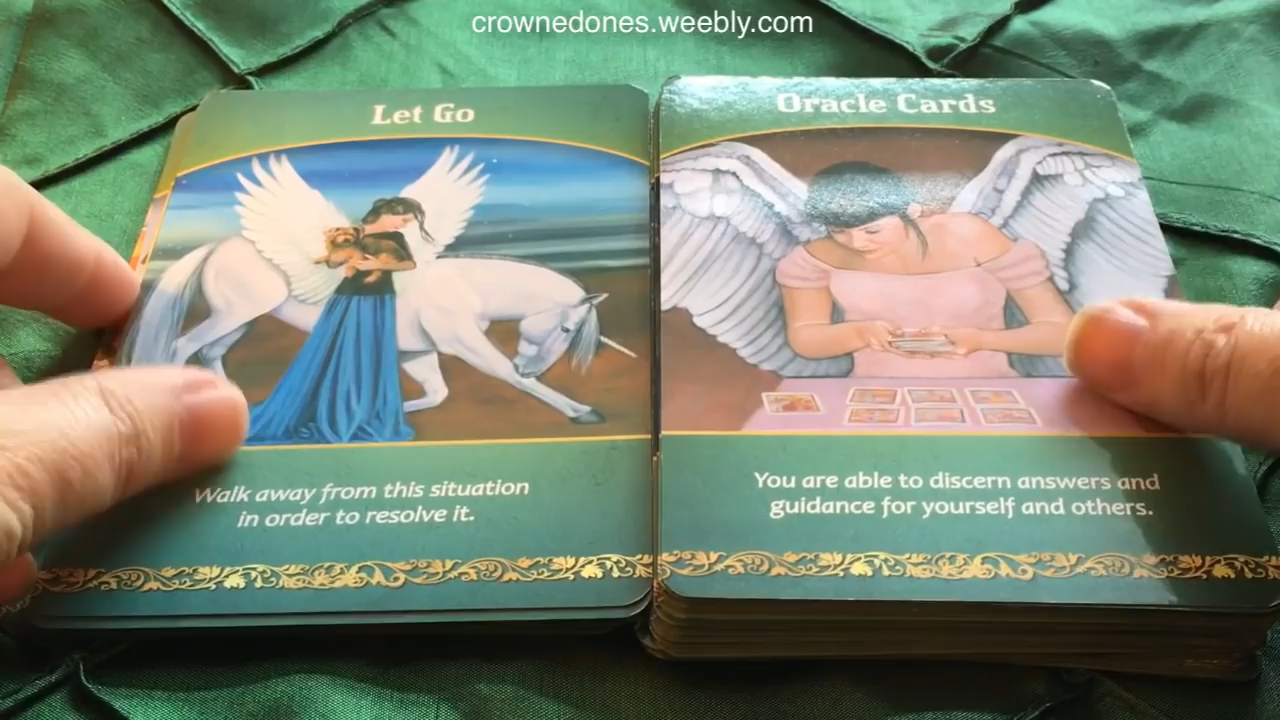 crownedones.weebly.com
Let Go
Oracle Cards
Walk away from this situation
in order to resolve it.
You are able to discern answers and
guidance for yourself and others.